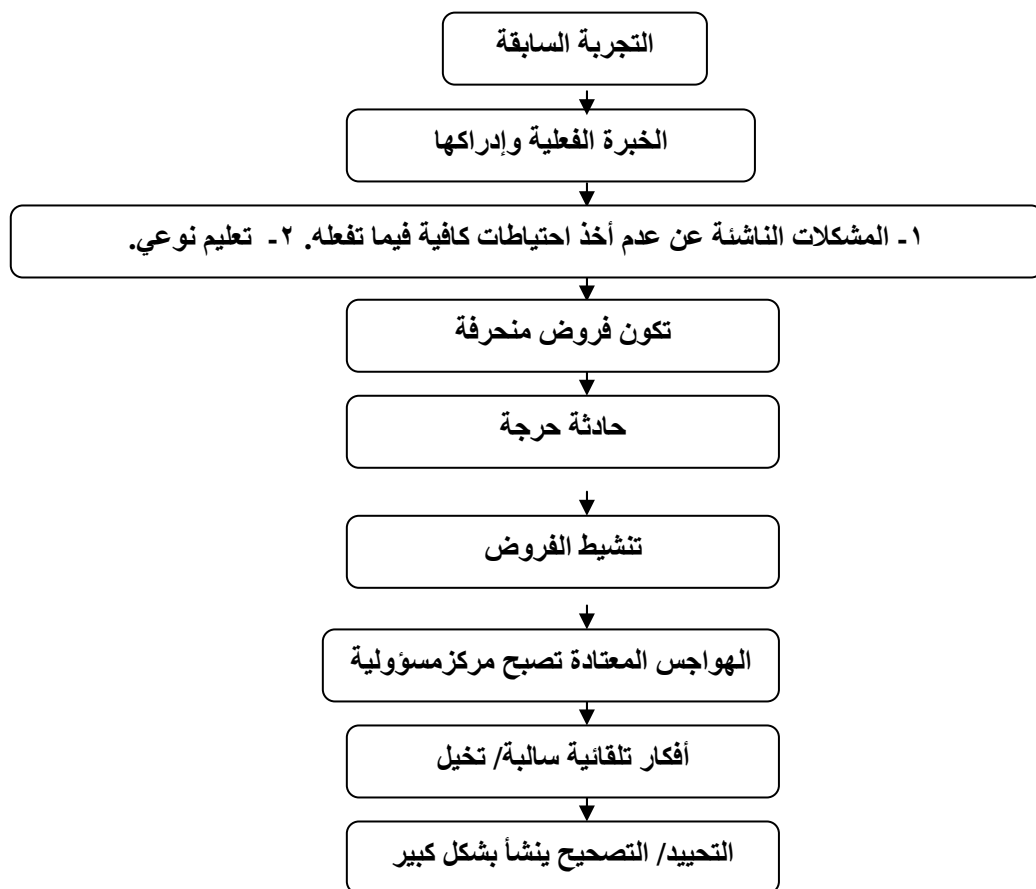 التجربة السابقة
الخبرة الفعلية وإدراكها
١- المشكلات الناشئة عن عدم أخذ احتياطات كافية فيما تفعله. ٢- تعليم نوعي.
تكون فروض منحرفة
حادثة حرجة
تنشيط الفروض
الهواجس المعتادة تصبح مركزمسؤولية
أفكار تلقائية سالبة/ تخيل
التحييد/ التصحيح ينشأ بشكل كبير